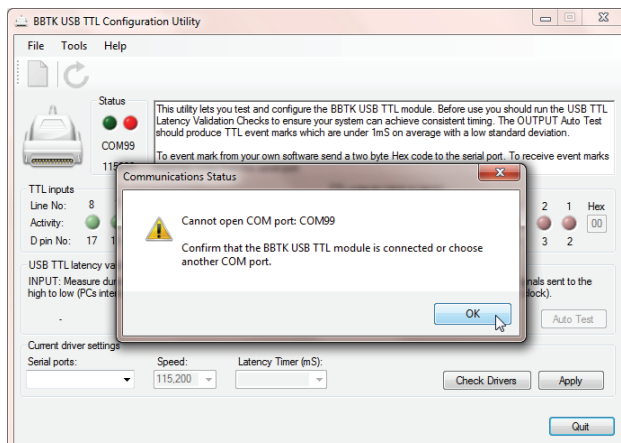 BBTK USB TTL Configuration Utility
File Tools Help
Status
COM99
115
This utility lets you test and configure the BBTK USB TTL module. Before use you should run the USB TTL
Latency Validation Checks to ensure your system can achieve consistent timing. The OUTPUT Auto Test
should produce TTL event marks which are under 1mS on average with a low standard deviation.
To event mark from your own software send a two byte Hex code to the serial port. To receive event marks
Communications Status
Cannot open COM port: COM99
Confirm that the BBTK USB TTL module is connected or choose
another COM port.
OK
TTL inputs
Line No: 8 2 1 Hex
Activity: 00
D pin No: 17 3 2
USB TTL latency va
INPUT: Measure dur nals sent to the
high to low (PCs inte lock).
- Auto Test
Current driver settings
Serial ports: Speed: Latency Timer (mS):
115,200
Check Drivers Apply
Quit